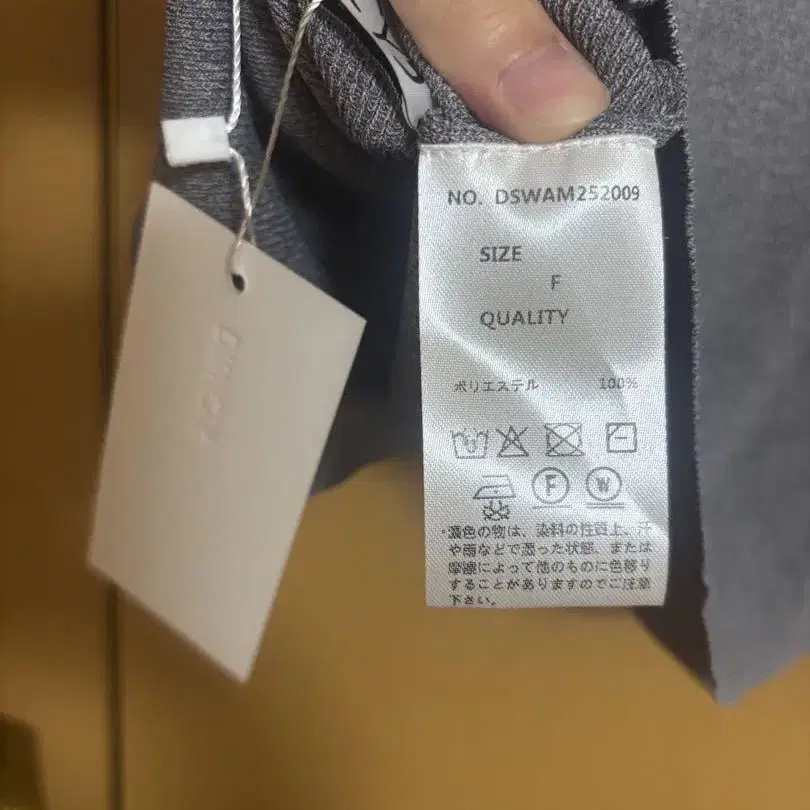 NO. DSWAM252009
SIZE
F
QUALITY
ポリエステル 100%
F W
・濃色の物は、染料の性質上、汗
や雨などで湿った状態、または
摩擦によって他のものに色移り
することがありますのでご注意
下さい。